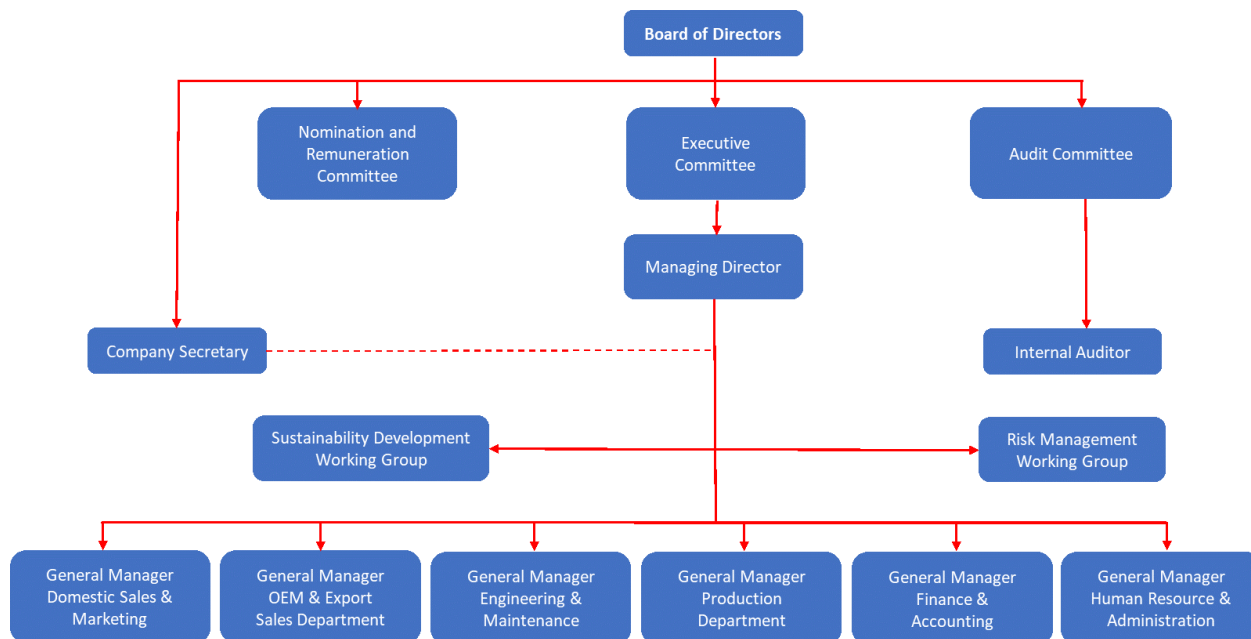 Board of Directors
Nomination and
Remuneration
Committee
Executive
Committee
Audit Committee
Managing Director
Company Secretary
Internal Auditor
Sustainability Development
Working Group
Risk Management
Working Group
General Manager
Domestic Sales &
Marketing
General Manager
OEM & Export
Sales Department
General Manager
Engineering &
Maintenance
General Manager
Production
Department
General Manager
Finance &
Accounting
General Manager
Human Resource &
Administration